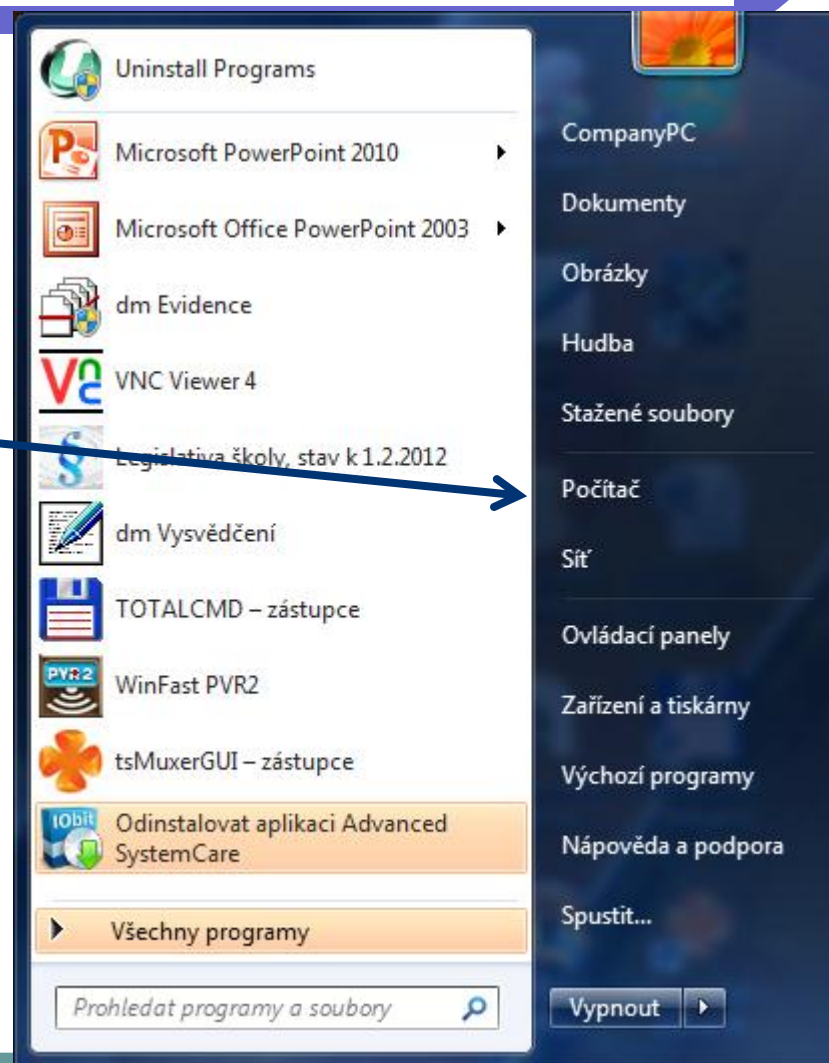 Uninstall Programs
Microsoft PowerPoint 2010
Microsoft Office PowerPoint 2003
dm Evidence
VNC Viewer 4
Legislativa školy, stav k 1.2.2012
dm Vysvědčení
TOTALCMD – zástupce
PVR2
WinFast PVR2
tsMuxerGUI – zástupce
IObit
Odinstalovat aplikaci Advanced
SystemCare
Všechny programy
Prohledat programy a soubory
CompanyPC
Dokumenty
Obrázky
Hudba
Stažené soubory
Počítač
Síť
Ovládací panely
Zařízení a tiskárny
Výchozí programy
Nápověda a podpora
Spustit...
Vypnout